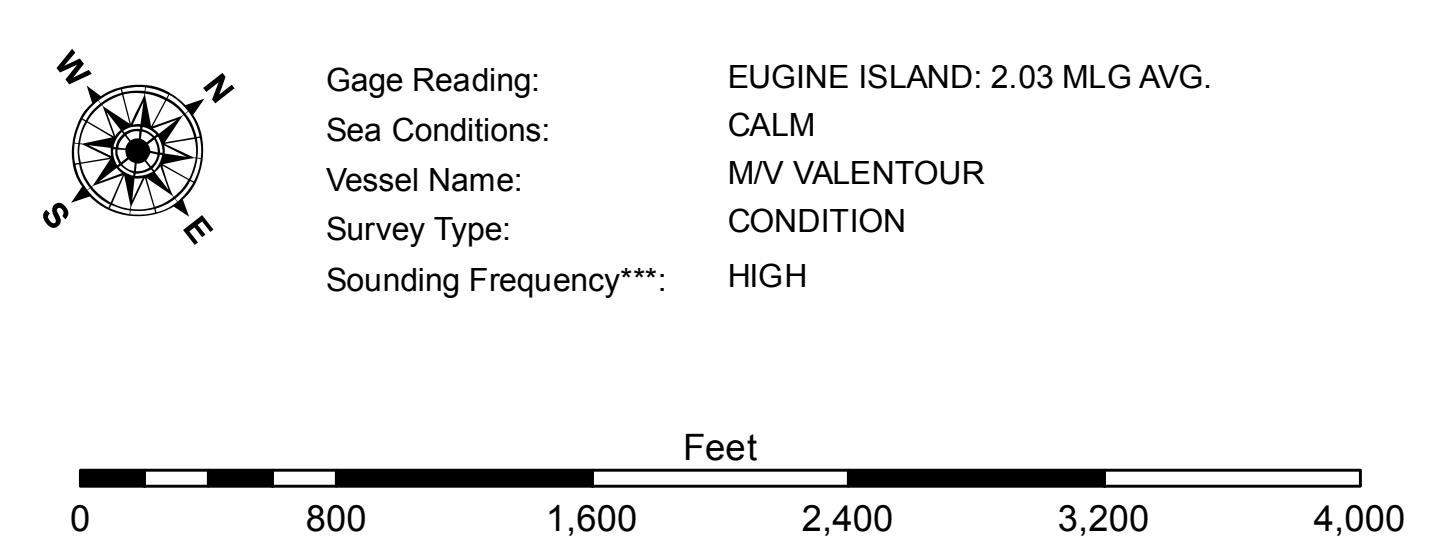 W
N
S
E
Gage Reading: EUGINE ISLAND: 2.03 MLG AVG.
Sea Conditions: CALM
Vessel Name: M/V VALENTOUR
Survey Type: CONDITION
Sounding Frequency***: HIGH
Feet
0 800 1,600 2,400 3,200 4,000